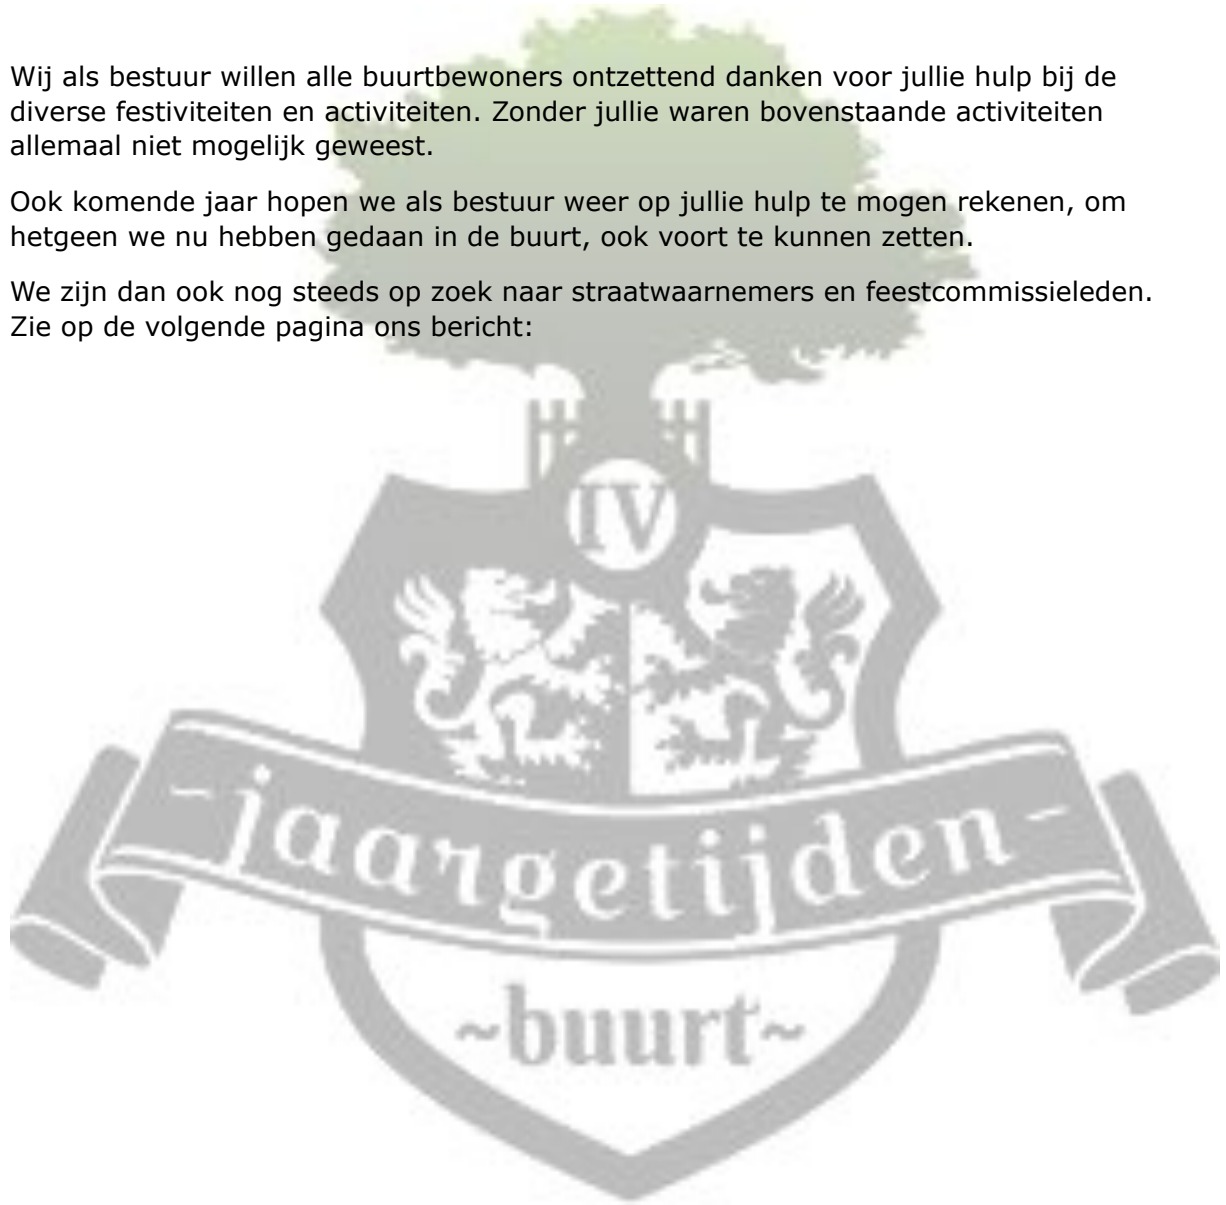 Wij als bestuur willen alle buurtbewoners ontzettend danken voor jullie hulp bij de
diverse festiviteiten en activiteiten. Zonder jullie waren bovenstaande activiteiten
allemaal niet mogelijk geweest.
Ook komende jaar hopen we als bestuur weer op jullie hulp te mogen rekenen, om
hetgeen we nu hebben gedaan in de buurt, ook voort te kunnen zetten.
We zijn dan ook nog steeds op zoek naar straatwaarnemers en feestcommissieleden.
Zie op de volgende pagina ons bericht:
IV
-jaargetijden-
~buurt~